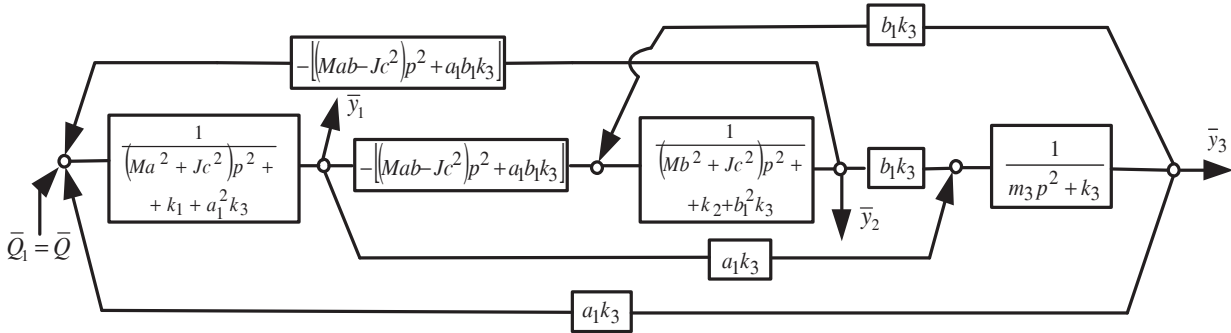 b₁k₃
−[(Mab−Jc²)p²+a₁b₁k₃]
ȳ₁
ȳ₃
1
(Ma² + Jc²)p² +
+ k₁ + a₁²k₃
−[(Mab−Jc²)p²+a₁b₁k₃]
1
(Mb² + Jc²)p² +
+k₂+b₁²k₃
b₁k₃
1
m₃p²+k₃
ȳ₂
Q̄₁ = Q̄
a₁k₃
a₁k₃